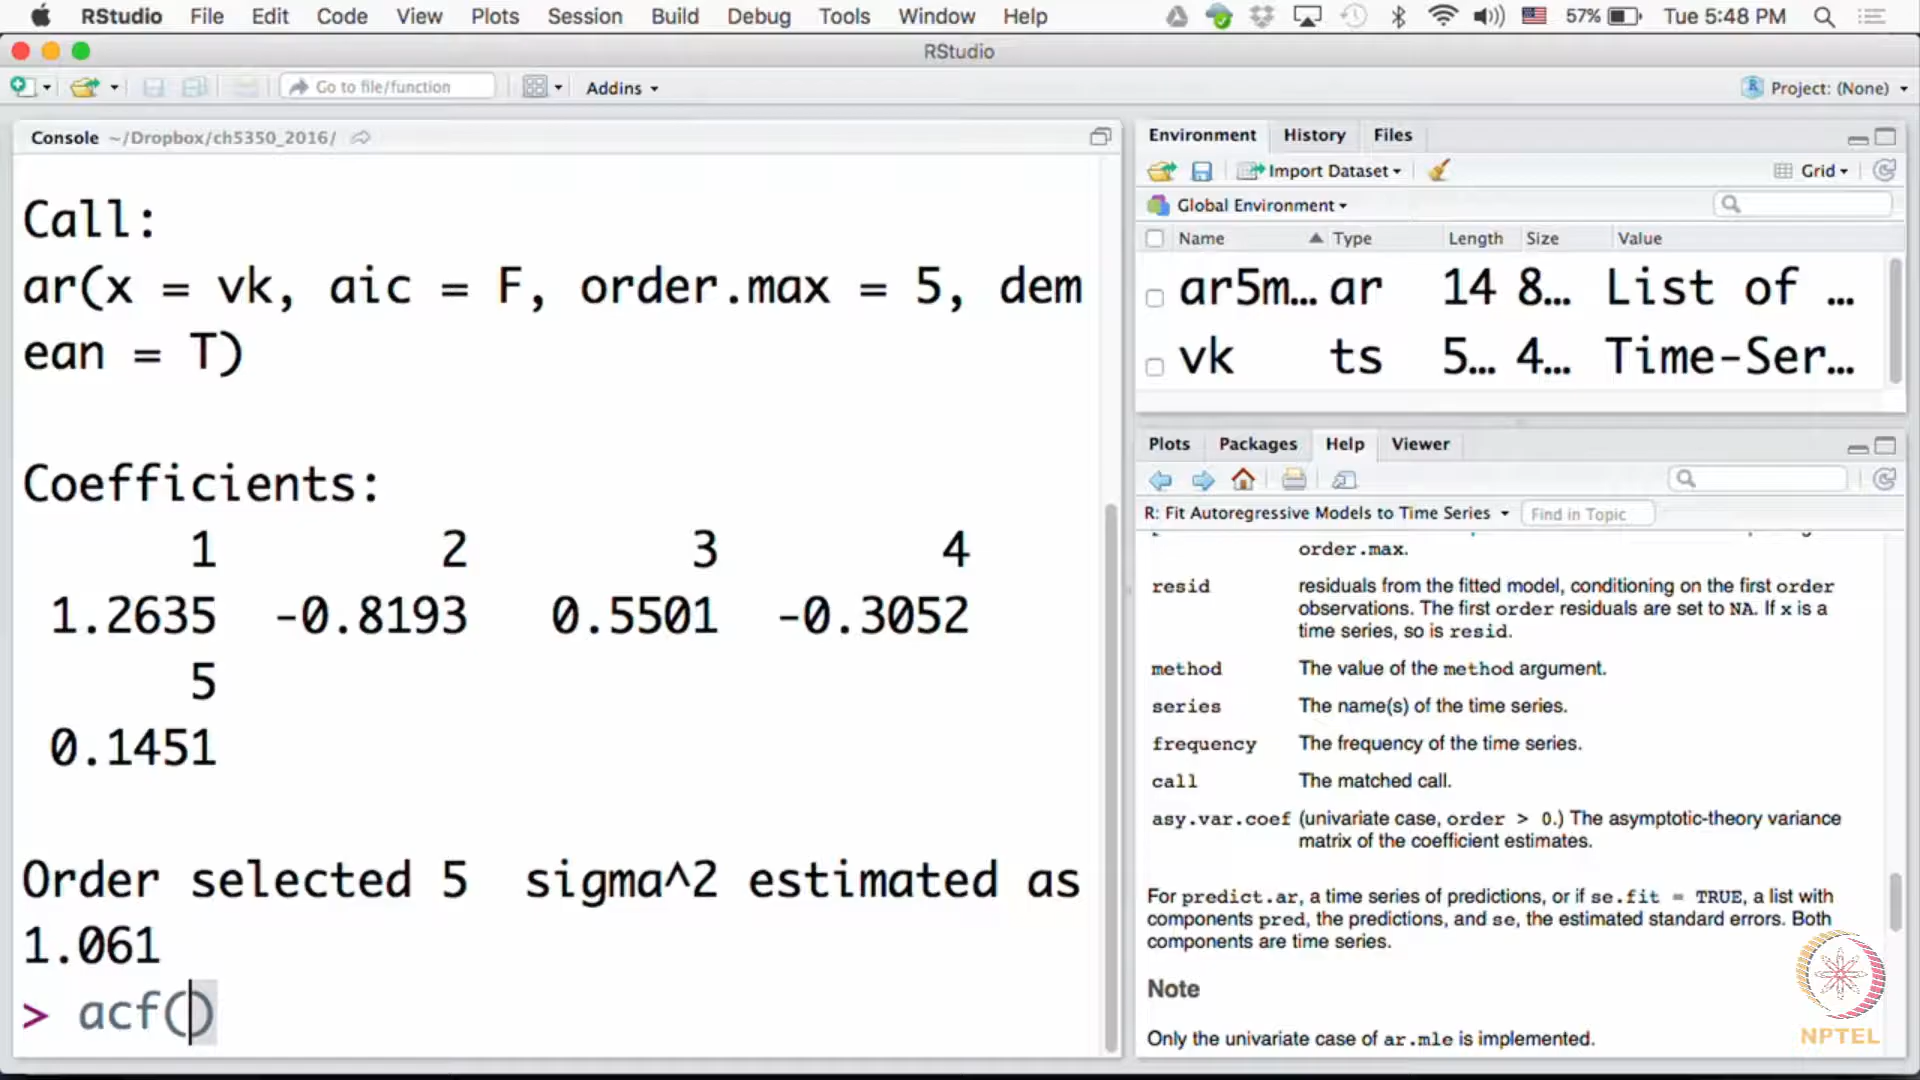 RStudio File Edit Code View Plots Session Build Debug Tools Window Help 57% Tue 5:48 PM
RStudio
Go to file/function Addins Project: (None)
Console ~/Dropbox/ch5350_2016/
Call:
ar(x = vk, aic = F, order.max = 5, dem
ean = T)
Coefficients:
1 2 3 4
1.2635 -0.8193 0.5501 -0.3052
5
0.1451
Order selected 5 sigma^2 estimated as
1.061
> acf()
Environment History Files
Import Dataset Grid
Global Environment
Name Type Length Size Value
ar5m… ar 14 8… List of …
vk ts 5… 4… Time-Ser…
Plots Packages Help Viewer
R: Fit Autoregressive Models to Time Series Find in Topic
order.max.
resid residuals from the fitted model, conditioning on the first order
observations. The first order residuals are set to NA. If x is a
time series, so is resid.
method The value of the method argument.
series The name(s) of the time series.
frequency The frequency of the time series.
call The matched call.
asy.var.coef (univariate case, order > 0.) The asymptotic-theory variance
matrix of the coefficient estimates.
For predict.ar, a time series of predictions, or if se.fit = TRUE, a list with
components pred, the predictions, and se, the estimated standard errors. Both
components are time series.
Note
Only the univariate case of ar.mle is implemented.
NPTEL